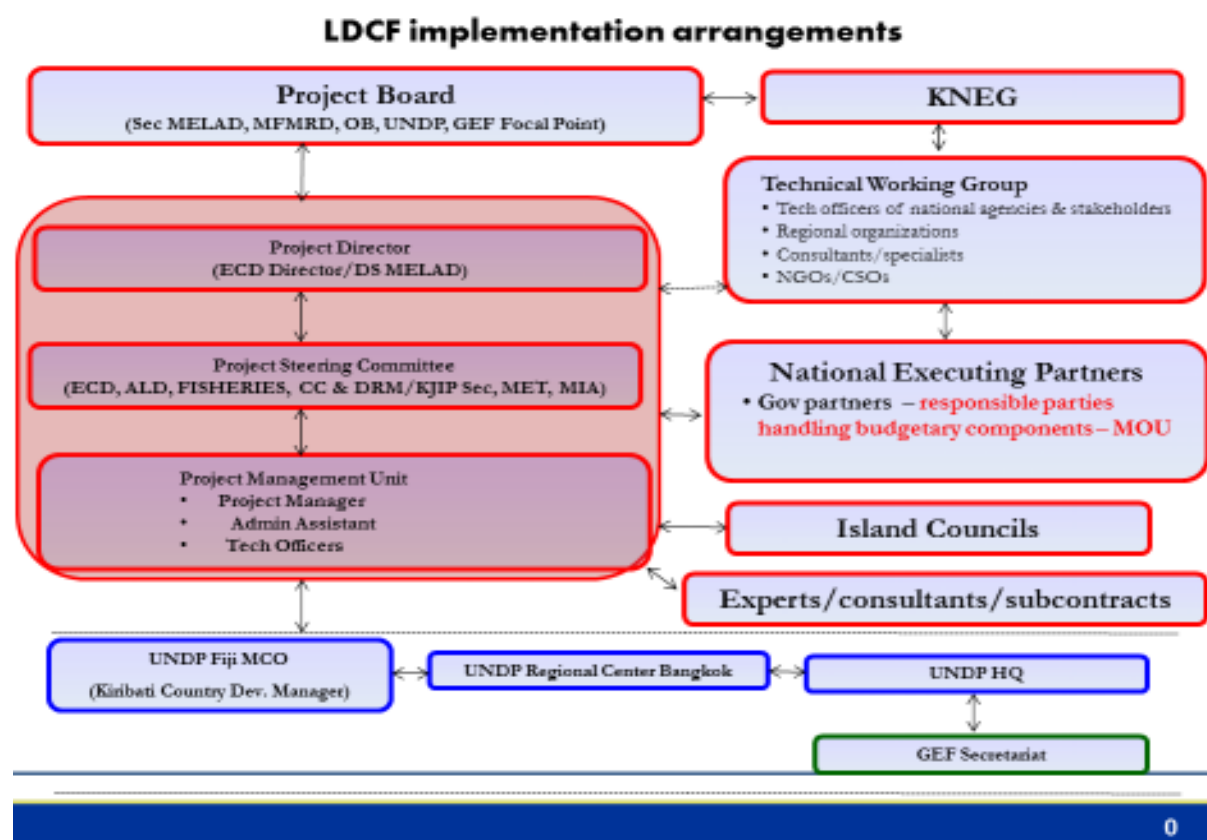 LDCF implementation arrangements
Project Board
(Sec MELAD, MFMRD, OB, UNDP, GEF Focal Point)
KNEG
Technical Working Group
• Tech officers of national agencies & stakeholders
• Regional organizations
• Consultants/specialists
• NGOs/CSOs
Project Director
(ECD Director/DS MELAD)
Project Steering Committee
(ECD, ALD, FISHERIES, CC & DRM/KJIP Sec, MET, MIA)
National Executing Partners
• Gov partners – responsible parties
handling budgetary components – MOU
Project Management Unit
• Project Manager
• Admin Assistant
• Tech Officers
Island Councils
Experts/consultants/subcontracts
UNDP Fiji MCO
(Kiribati Country Dev. Manager)
UNDP Regional Center Bangkok
UNDP HQ
GEF Secretariat
0